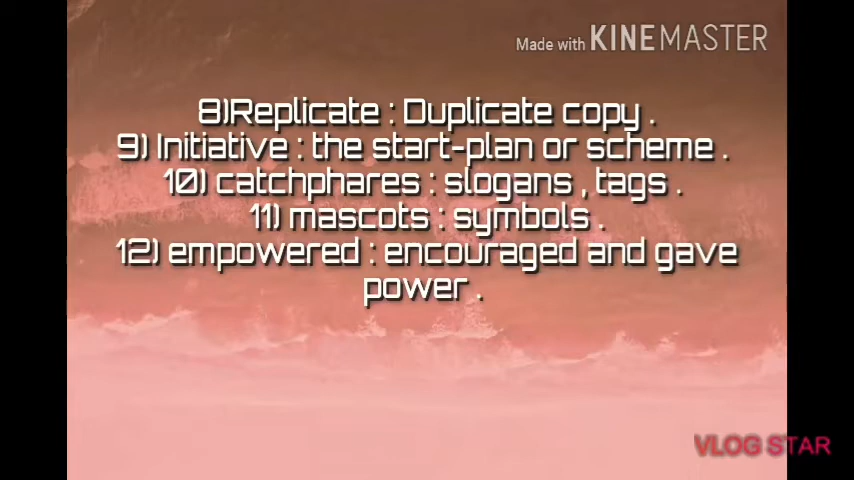 Made with KINEMASTER
8)Replicate : Duplicate copy .
9) Initiative : the start-plan or scheme .
10) catchphares : slogans , tags .
11) mascots : symbols .
12) empowered : encouraged and gave
power .
VLOG STAR